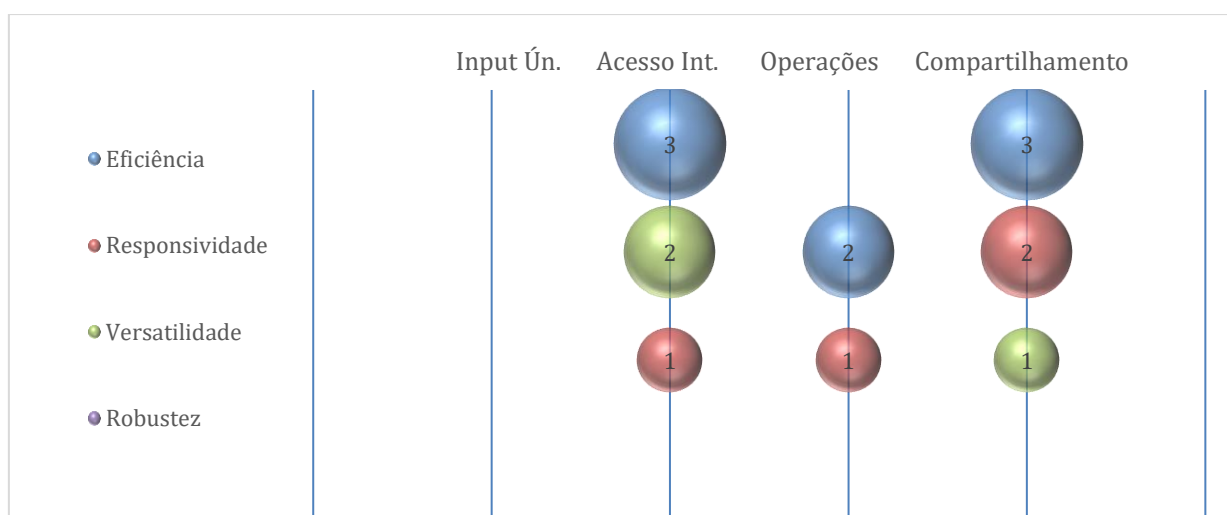 Input Ún. Acesso Int. Operações Compartilhamento
3 3
Eficiência
2 2 2
Responsividade
Versatilidade
1 1 1
Robustez